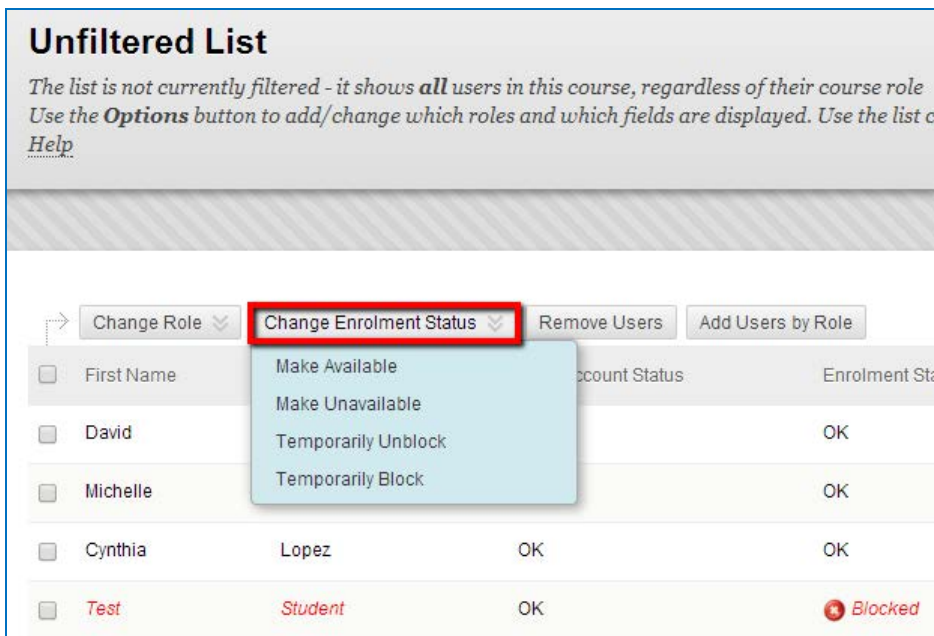 Unfiltered List
The list is not currently filtered - it shows all users in this course, regardless of their course role
Use the Options button to add/change which roles and which fields are displayed. Use the list
Help
Change Role Change Enrolment Status Remove Users Add Users by Role
First Name Status Enrolment
Make Available
Make Unavailable
Temporarily Unblock
Temporarily Block
David OK
Michelle OK
Cynthia Lopez OK OK
Test Student OK Blocked